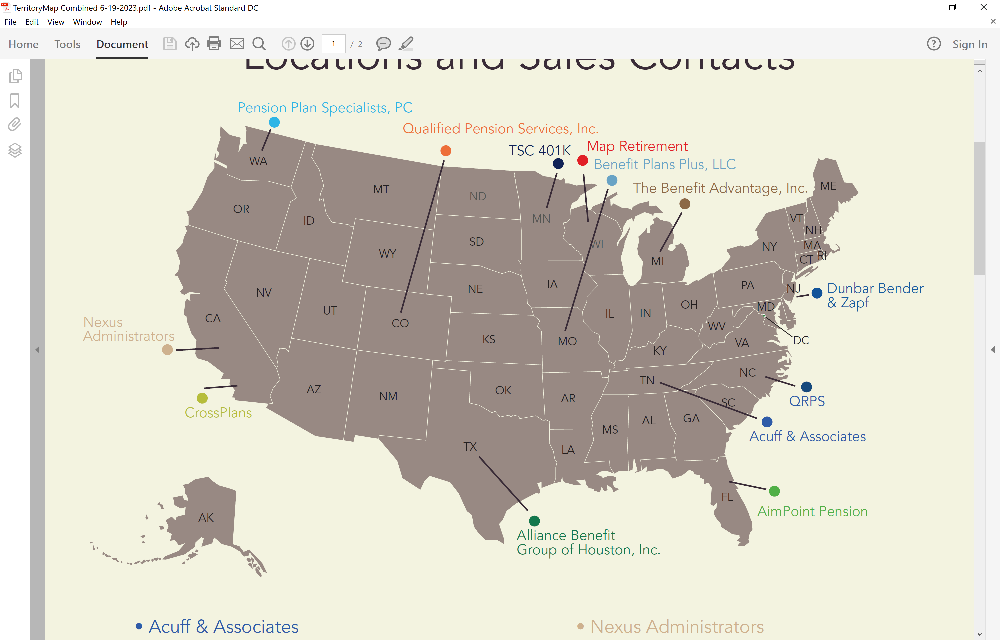 TerritoryMap Combined 6-19-2023.pdf - Adobe Acrobat Standard DC
File Edit View Window Help
Home Tools Document 1 / 2 Sign In
Locations and Sales Contacts
Pension Plan Specialists, PC
Qualified Pension Services, Inc.
TSC 401K
Map Retirement
Benefit Plans Plus, LLC
The Benefit Advantage, Inc.
WA
MT
ND
ME
OR
ID
MN
VT
NH
SD
WY
WI
MI
NY
MA
CT
RI
NV
NE
IA
PA
NJ
Dunbar Bender
& Zapf
CA
UT
CO
IL
IN
OH
MD
WV
DC
Nexus
Administrators
KS
MO
KY
VA
AZ
NM
OK
AR
TN
NC
SC
QRPS
CrossPlans
TX
LA
MS
AL
GA
Acuff & Associates
FL
AimPoint Pension
AK
Alliance Benefit
Group of Houston, Inc.
• Acuff & Associates
• Nexus Administrators